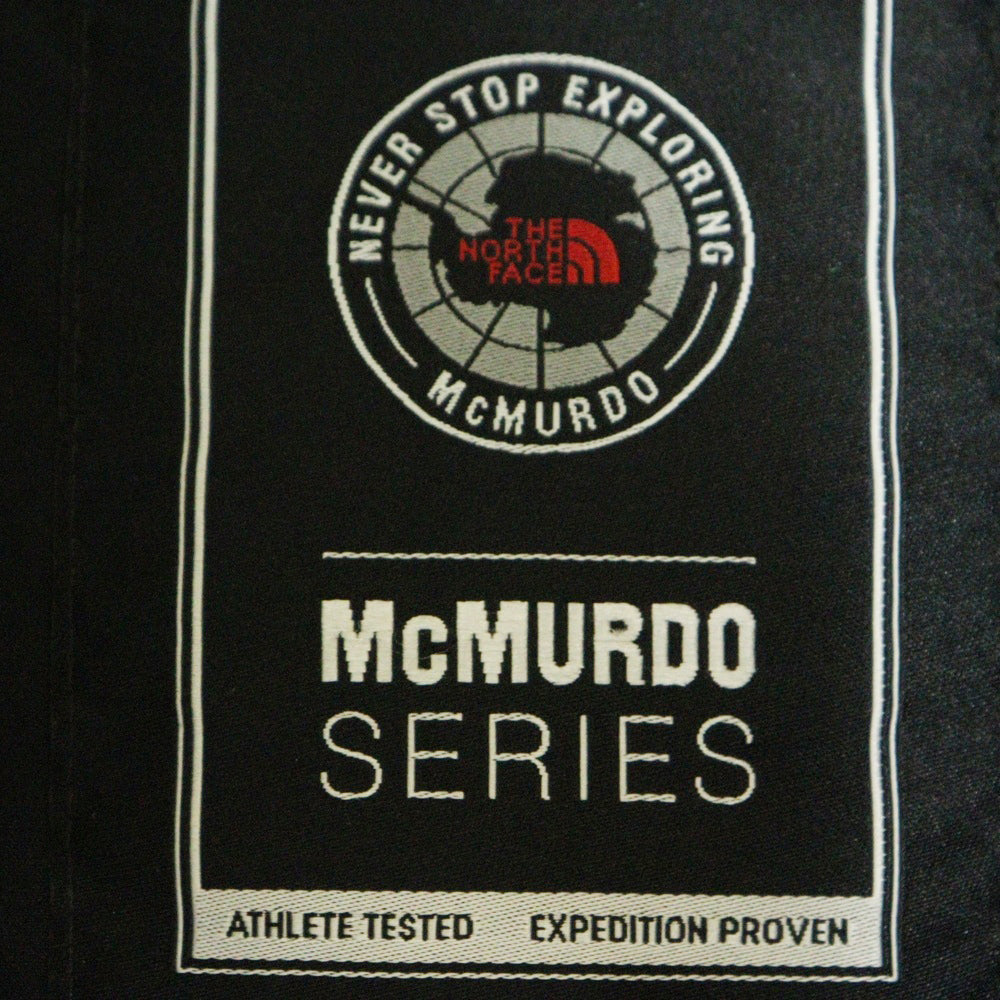 NEVER STOP EXPLORING
THE
NORTH
FACE
McMURDO
McMURDO
SERIES
ATHLETE TESTED EXPEDITION PROVEN